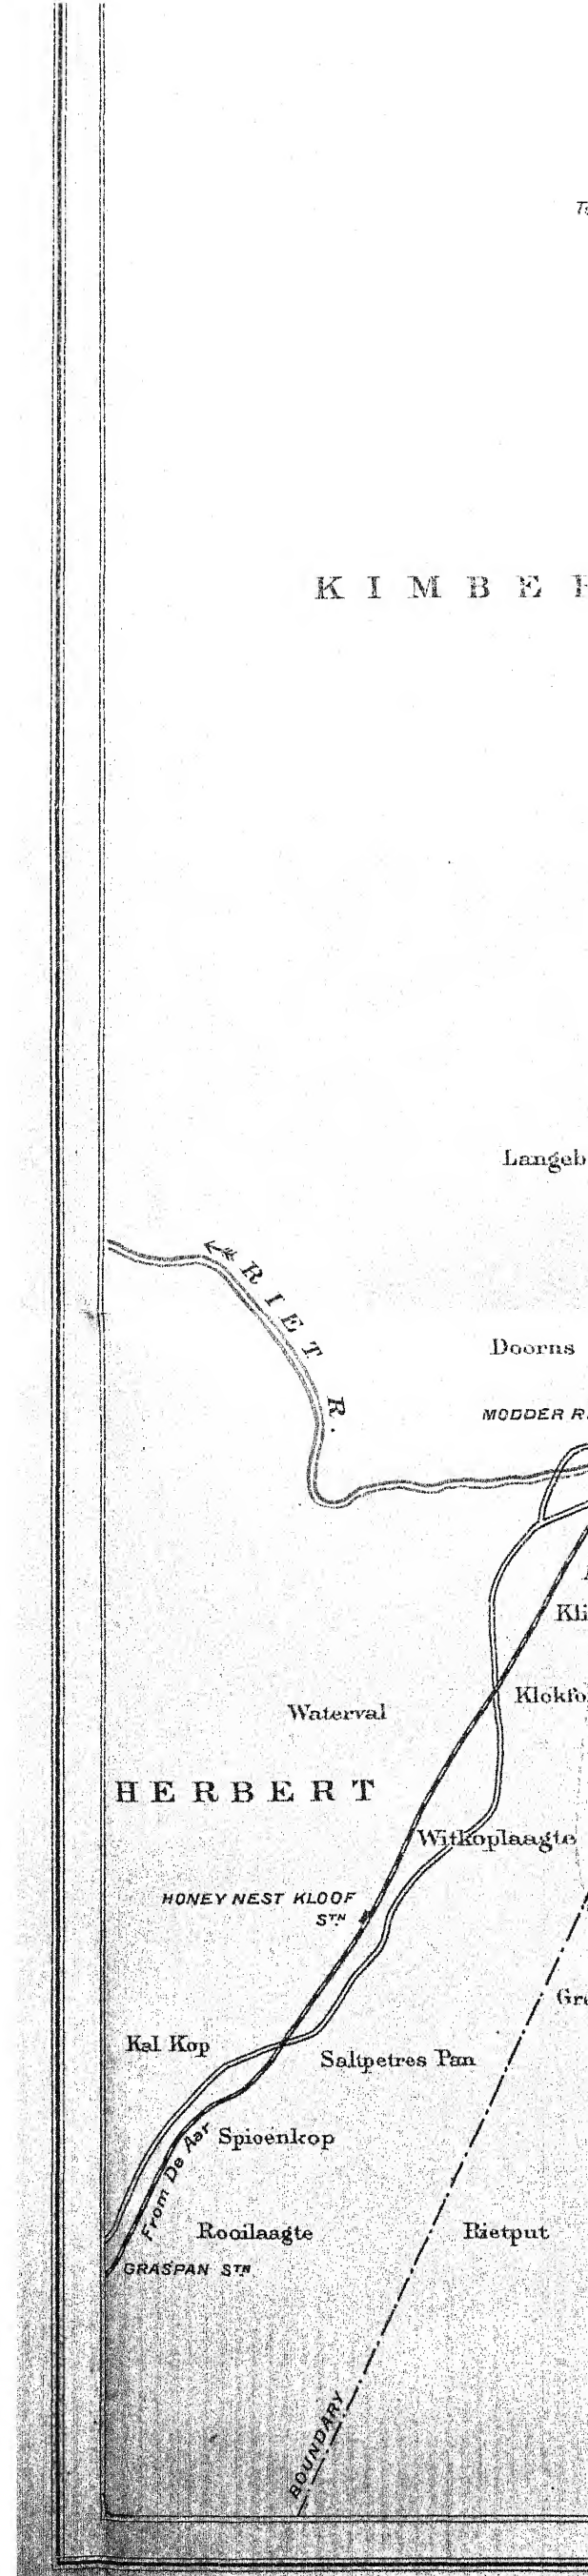 KIMBE
Langeb
RIET R.
Doorns
MODDER R.
Kli
Klokfo
Waterval
HERBERT
Witkoplaagte
HONEY NEST KLOOF
STN
Gre
Kal Kop
Saltpetres Pan
Spioenkop
From De Aar
Rooilaagte
Rietput
GRASPAN STN
BOUNDARY